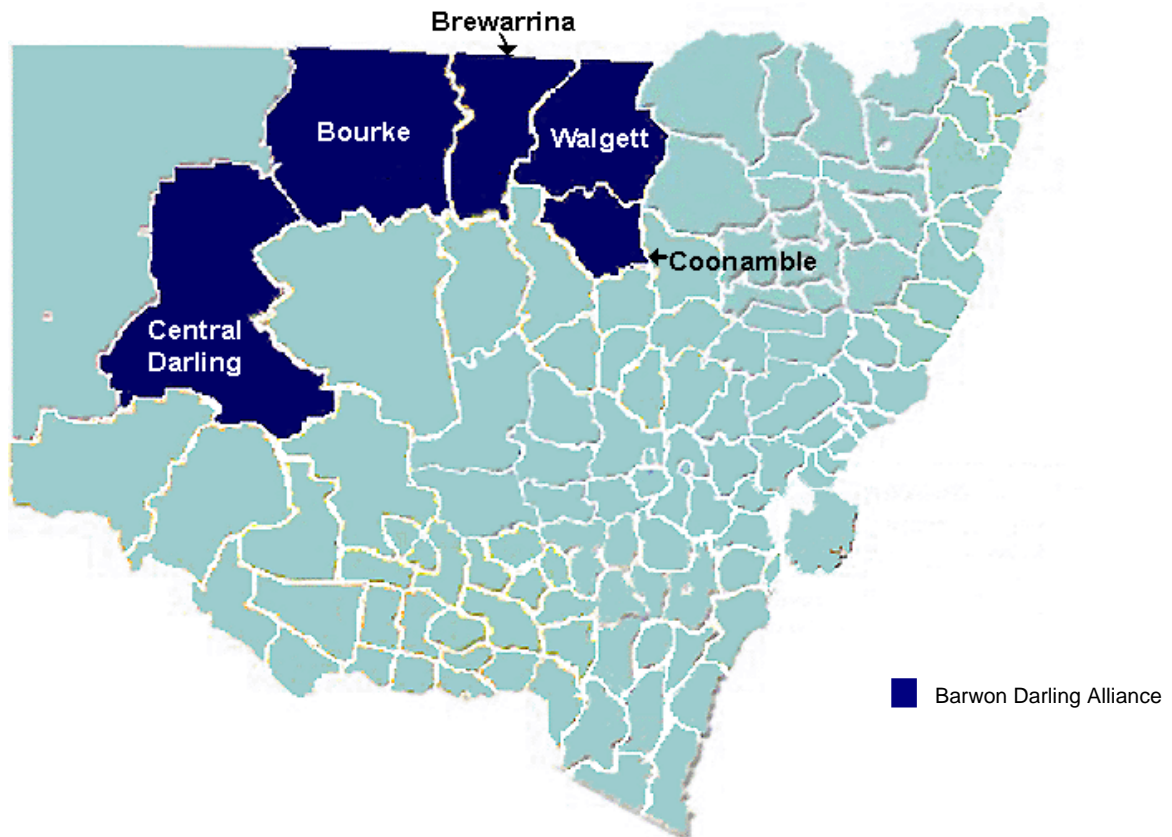 Brewarrina
Bourke
Walgett
Coonamble
Central
Darling
Barwon Darling Alliance